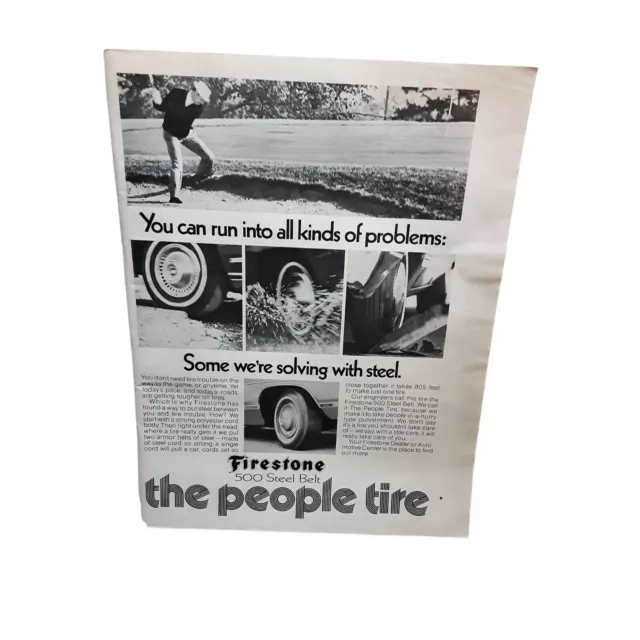 You can run into all kinds of problems:
Some we're solving with steel.
You don't need tire trouble on the
way to the game, or anytime. Yet
today's pace, and today's roads,
are getting tougher on tires.
Which is why Firestone has
found a way to put steel between
you and tire trouble. How? We
start with a strong polyester cord
body. Then right under the tread,
where a tire really gets it we put
two armour belts of steel—made
of steel cord so strong a single
cord will pull a car, cords set so
close together it takes 805 feet
to make just one tire.
Our engineers call this tire the
Firestone 500 Steel Belt. We call
it The People Tire, because we
make it to take people-in-a-hurry
type punishment. We don't say
it's a tire you shouldn't take care
of—we say, with a little care, it will
really take care of you.
Your Firestone Dealer or Auto-
motive Center is the place to find
out more.
Firestone
500 Steel Belt
the people tire